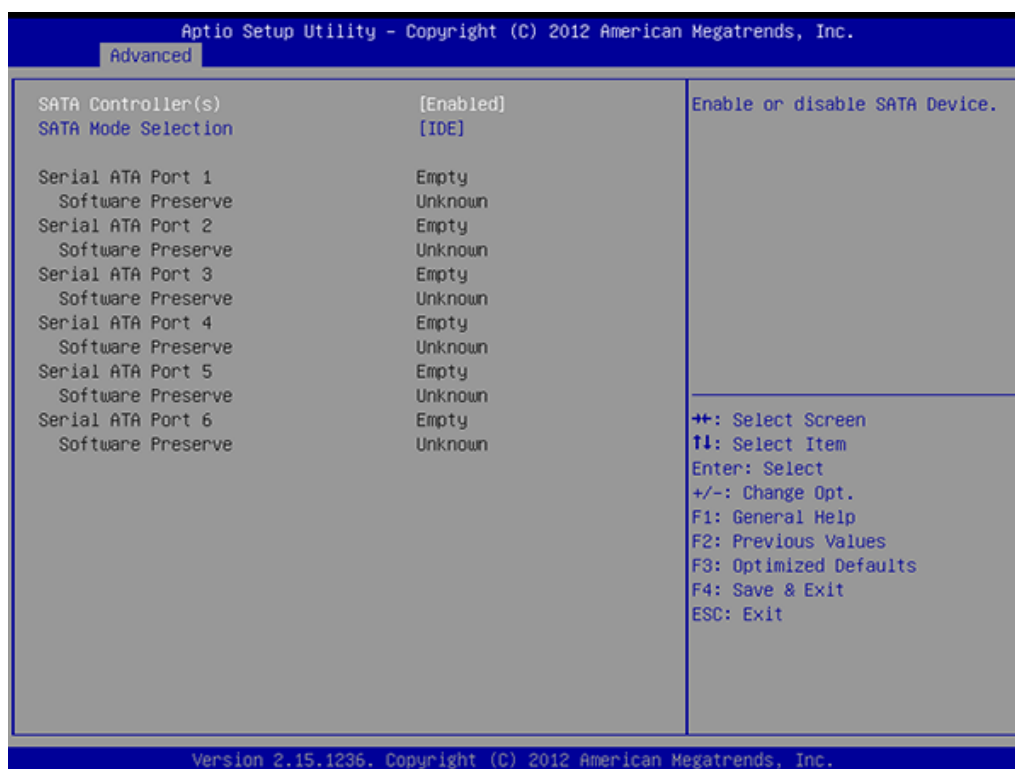 Aptio Setup Utility – Copyright (C) 2012 American Megatrends, Inc.
Advanced
SATA Controller(s) [Enabled]
SATA Mode Selection [IDE]
Serial ATA Port 1 Empty
Software Preserve Unknown
Serial ATA Port 2 Empty
Software Preserve Unknown
Serial ATA Port 3 Empty
Software Preserve Unknown
Serial ATA Port 4 Empty
Software Preserve Unknown
Serial ATA Port 5 Empty
Software Preserve Unknown
Serial ATA Port 6 Empty
Software Preserve Unknown
Enable or disable SATA Device.
→←: Select Screen
↑↓: Select Item
Enter: Select
+/-: Change Opt.
F1: General Help
F2: Previous Values
F3: Optimized Defaults
F4: Save & Exit
ESC: Exit
Version 2.15.1236. Copyright (C) 2012 American Megatrends, Inc.